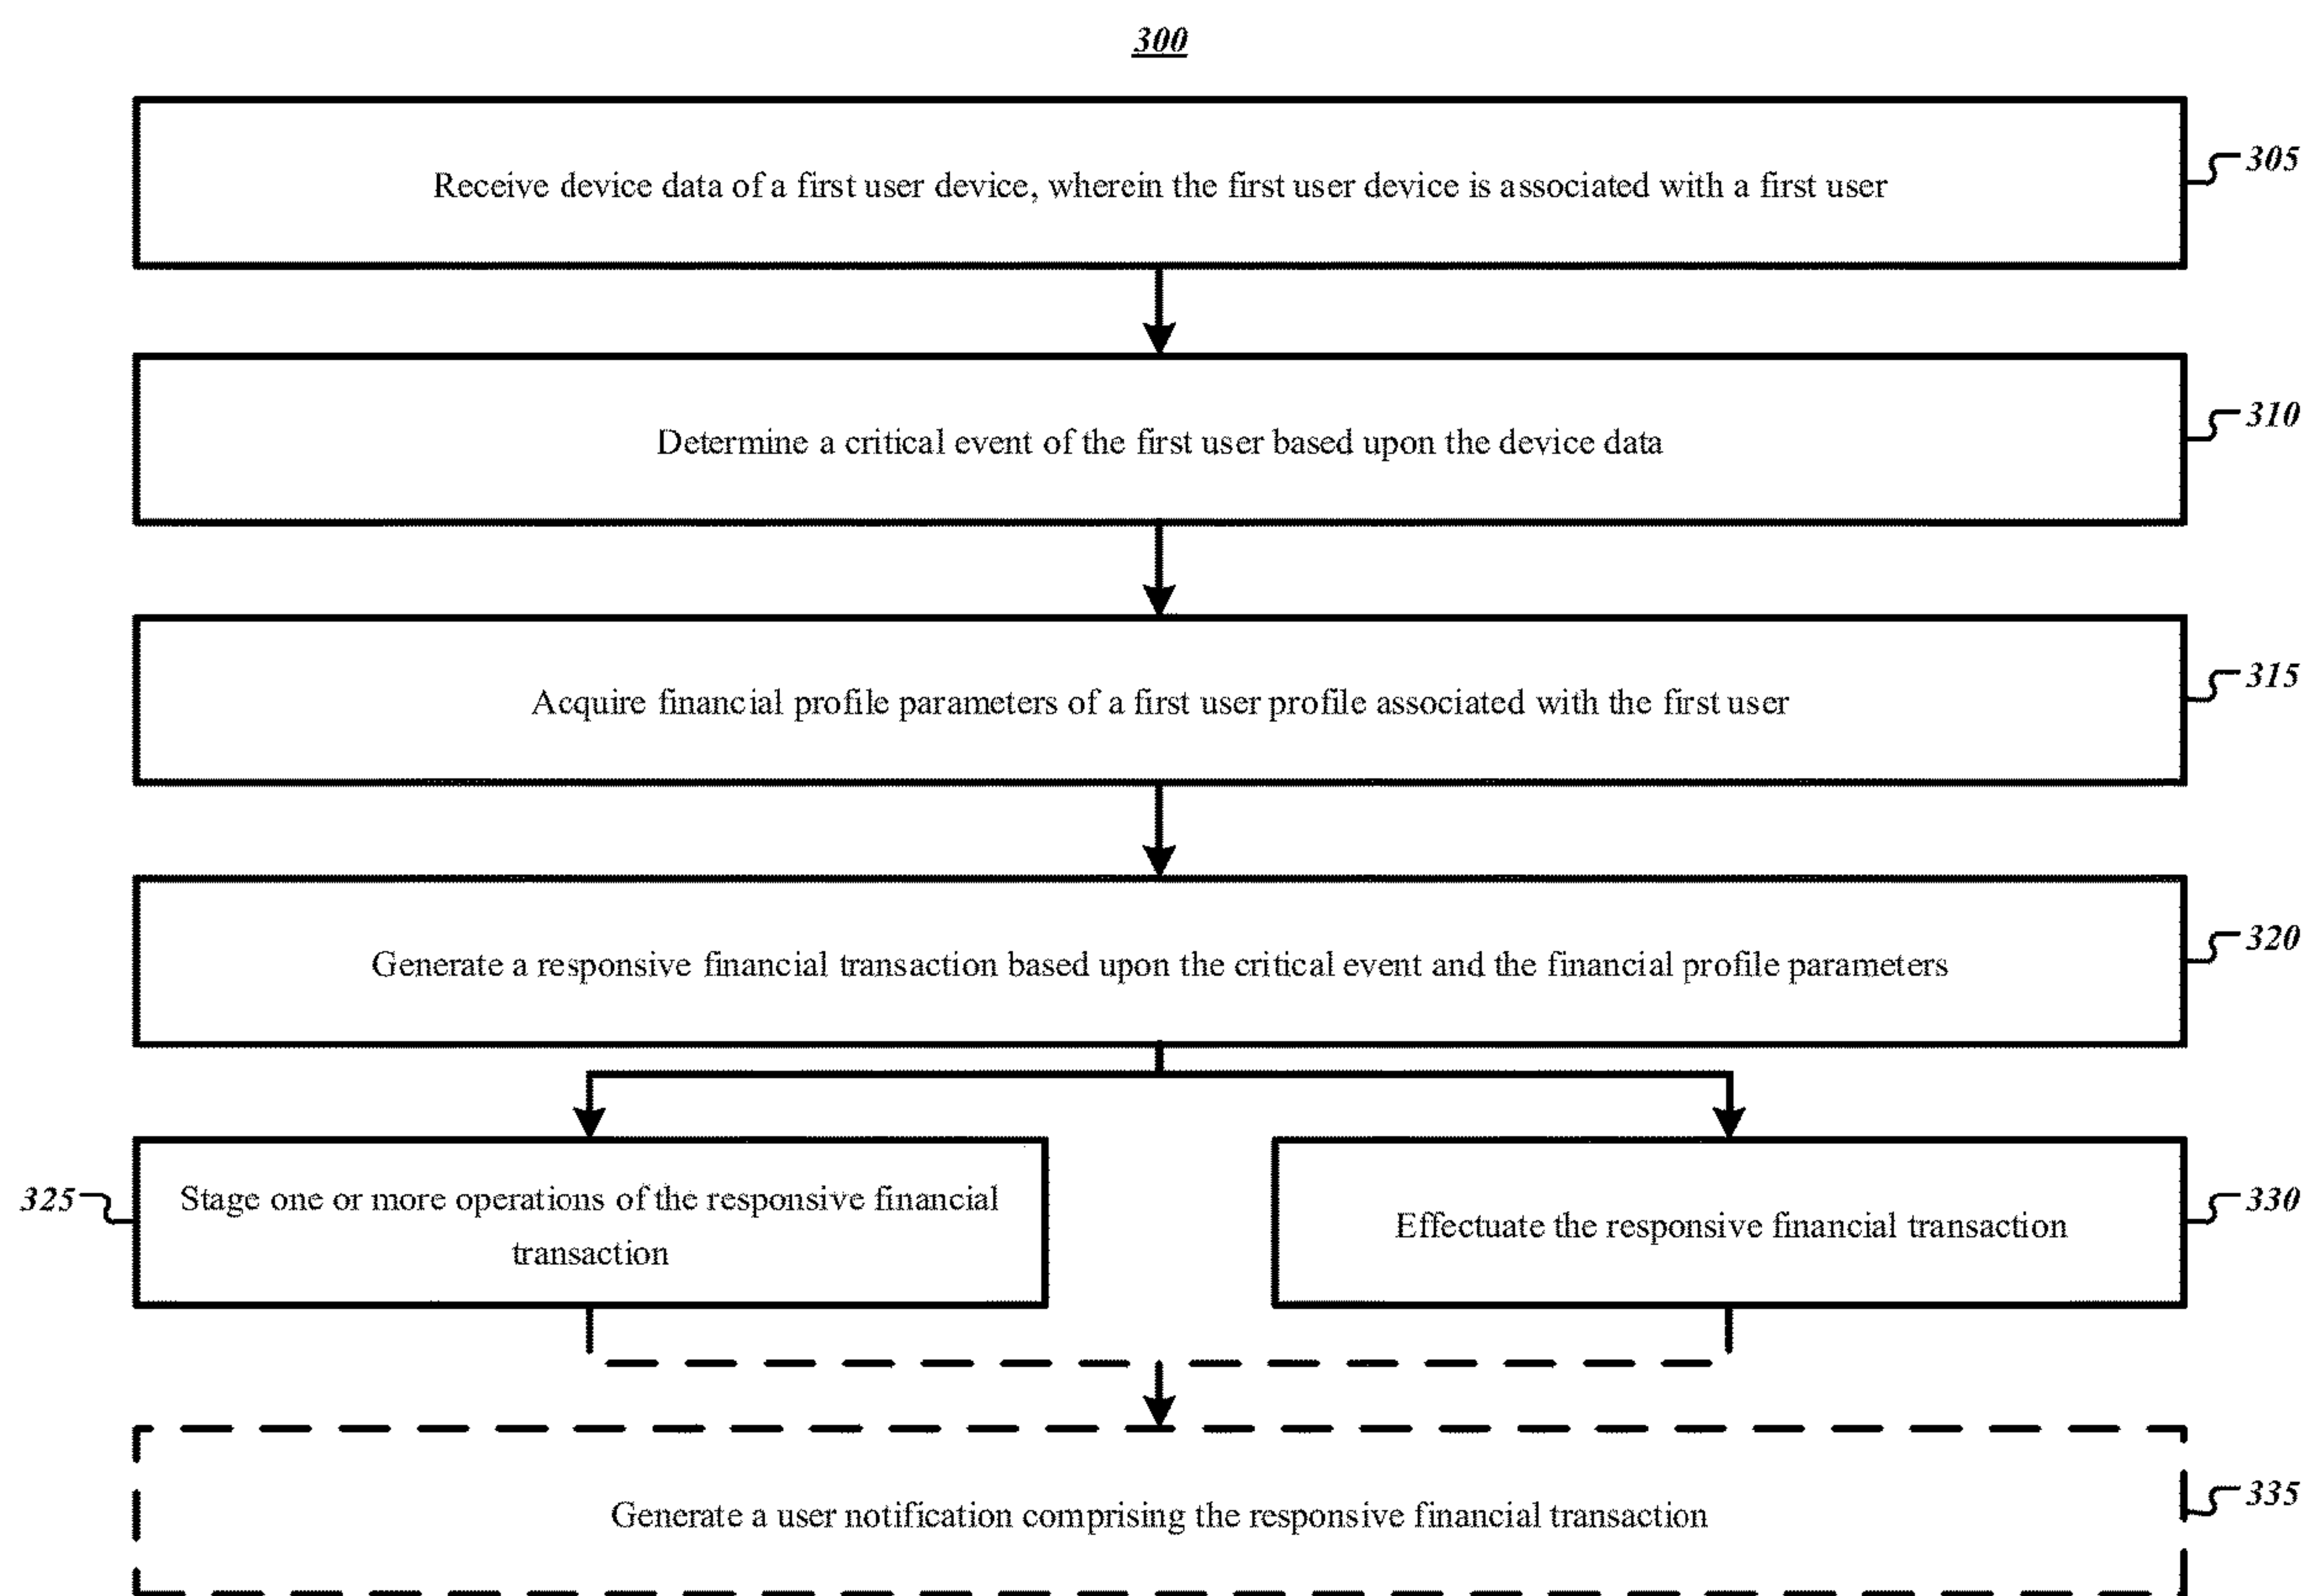 300
Receive device data of a first user device, wherein the first user device is associated with a first user
305
Determine a critical event of the first user based upon the device data
310
Acquire financial profile parameters of a first user profile associated with the first user
315
Generate a responsive financial transaction based upon the critical event and the financial profile parameters
320
325
Stage one or more operations of the responsive financial
transaction
Effectuate the responsive financial transaction
330
Generate a user notification comprising the responsive financial transaction
335